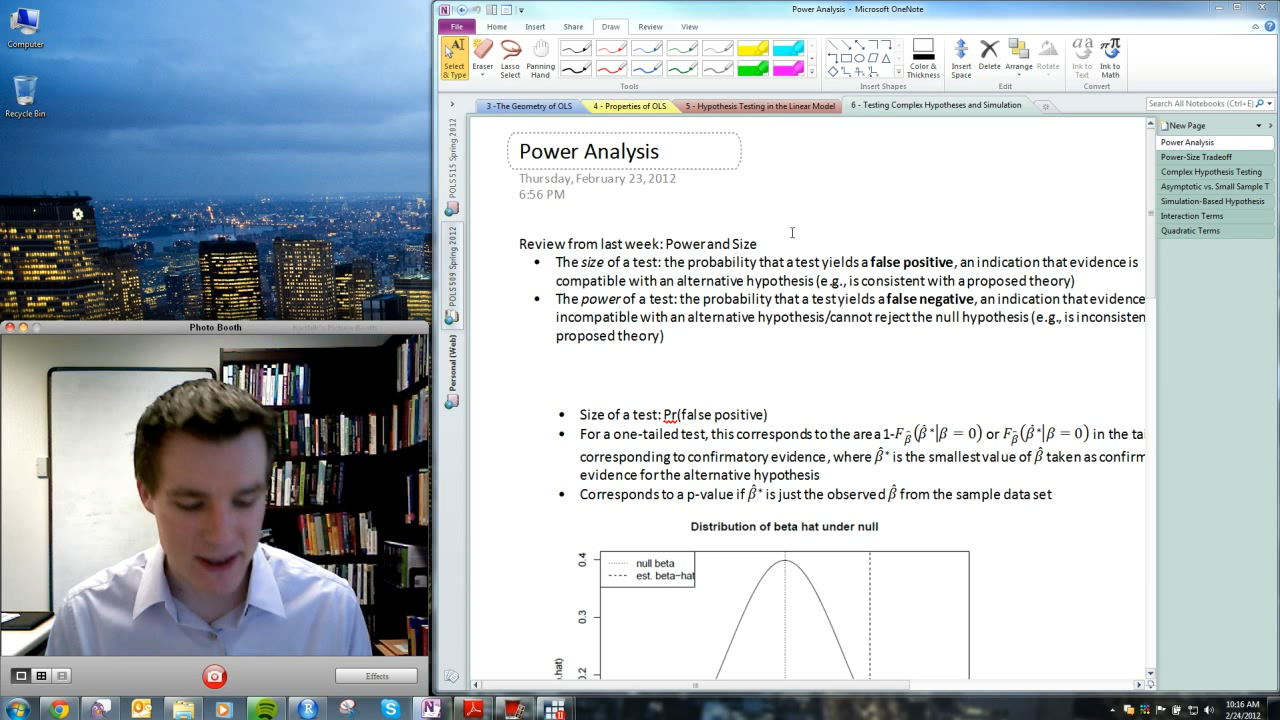 Computer
Recycle Bin
Power Analysis - Microsoft OneNote
File Home Insert Share Draw Review View
Select & Type
Eraser
Lasso Select
Panning Hand
Color & Thickness
Insert Space
Delete
Arrange
Rotate
Ink to Text
Ink to Math
Tools
Insert Shapes
Edit
Convert
3 -The Geometry of OLS
4 - Properties of OLS
5 - Hypothesis Testing in the Linear Model
6 - Testing Complex Hypotheses and Simulation
Search All Notebooks (Ctrl+E)
POLS515 Spring 2012
POLS509 Spring 2012
Personal (Web)
Power Analysis
Thursday, February 23, 2012
6:56 PM
Review from last week: Power and Size
• The size of a test: the probability that a test yields a false positive, an indication that evidence is
compatible with an alternative hypothesis (e.g., is consistent with a proposed theory)
• The power of a test: the probability that a test yields a false negative, an indication that evidence
incompatible with an alternative hypothesis/cannot reject the null hypothesis (e.g., is inconsisten
proposed theory)
• Size of a test: Pr(false positive)
• For a one-tailed test, this corresponds to the area 1-F_β̂(β̂*|β = 0) or F_β̂(β̂*|β = 0) in the tai
corresponding to confirmatory evidence, where β̂* is the smallest value of β̂ taken as confirm
evidence for the alternative hypothesis
• Corresponds to a p-value if β̂* is just the observed β̂ from the sample data set
Distribution of beta hat under null
null beta
est. beta-hat
0.4
0.3
0.2
New Page
Power Analysis
Power-Size Tradeoff
Complex Hypothesis Testing
Asymptotic vs. Small Sample T
Simulation-Based Hypothesis
Interaction Terms
Quadratic Terms
Photo Booth
Effects
10:16 AM
2/24/2012